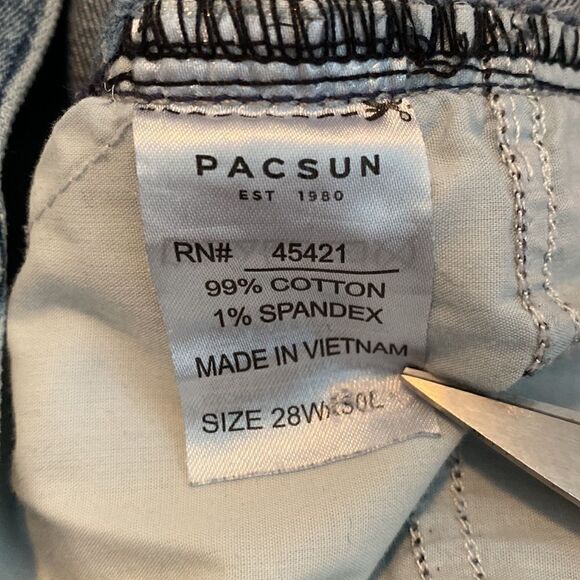 PACSUN
EST 1980
RN# 45421
99% COTTON
1% SPANDEX
MADE IN VIETNAM
SIZE 28W